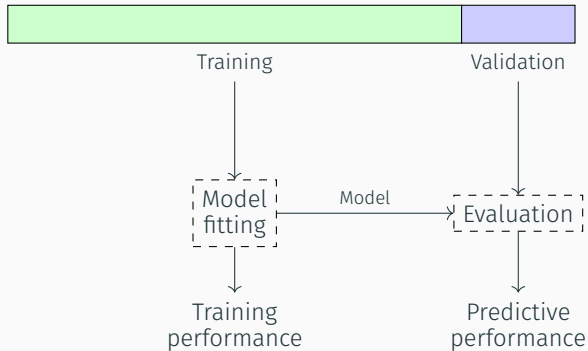 Training
Validation
Model
fitting
Model
Evaluation
Training
performance
Predictive
performance